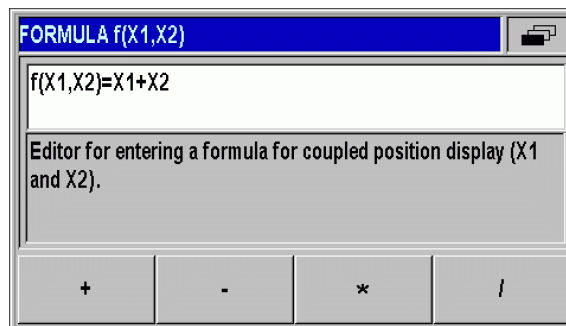 FORMULA f(X1,X2)
f(X1,X2)=X1+X2
Editor for entering a formula for coupled position display (X1
and X2).
+ - * /